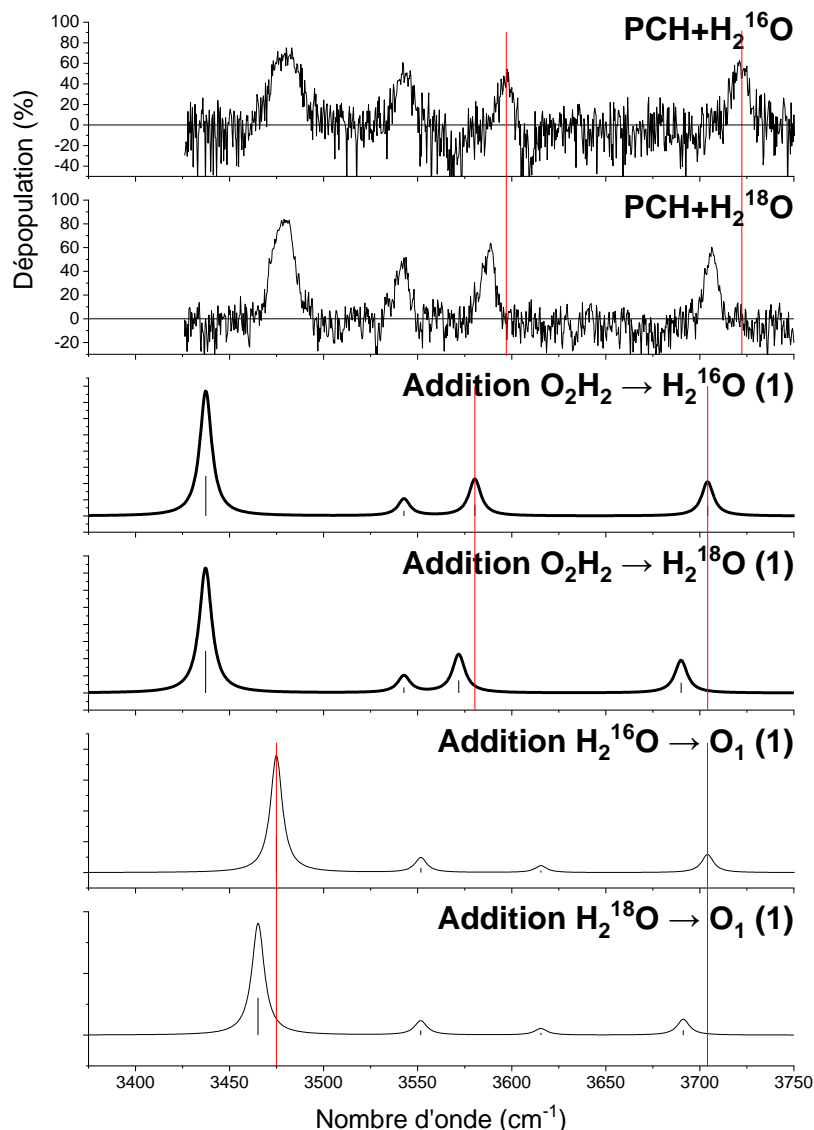 PCH+H₂¹⁶O
100
80
60
40
20
0
-20
-40
PCH+H₂¹⁸O
100
80
60
40
20
0
-20
Dépopulation (%)
Addition O₂H₂ → H₂¹⁶O (1)
Addition O₂H₂ → H₂¹⁸O (1)
Addition H₂¹⁶O → O₁ (1)
Addition H₂¹⁸O → O₁ (1)
3400 3450 3500 3550 3600 3650 3700 3750
Nombre d'onde (cm⁻¹)